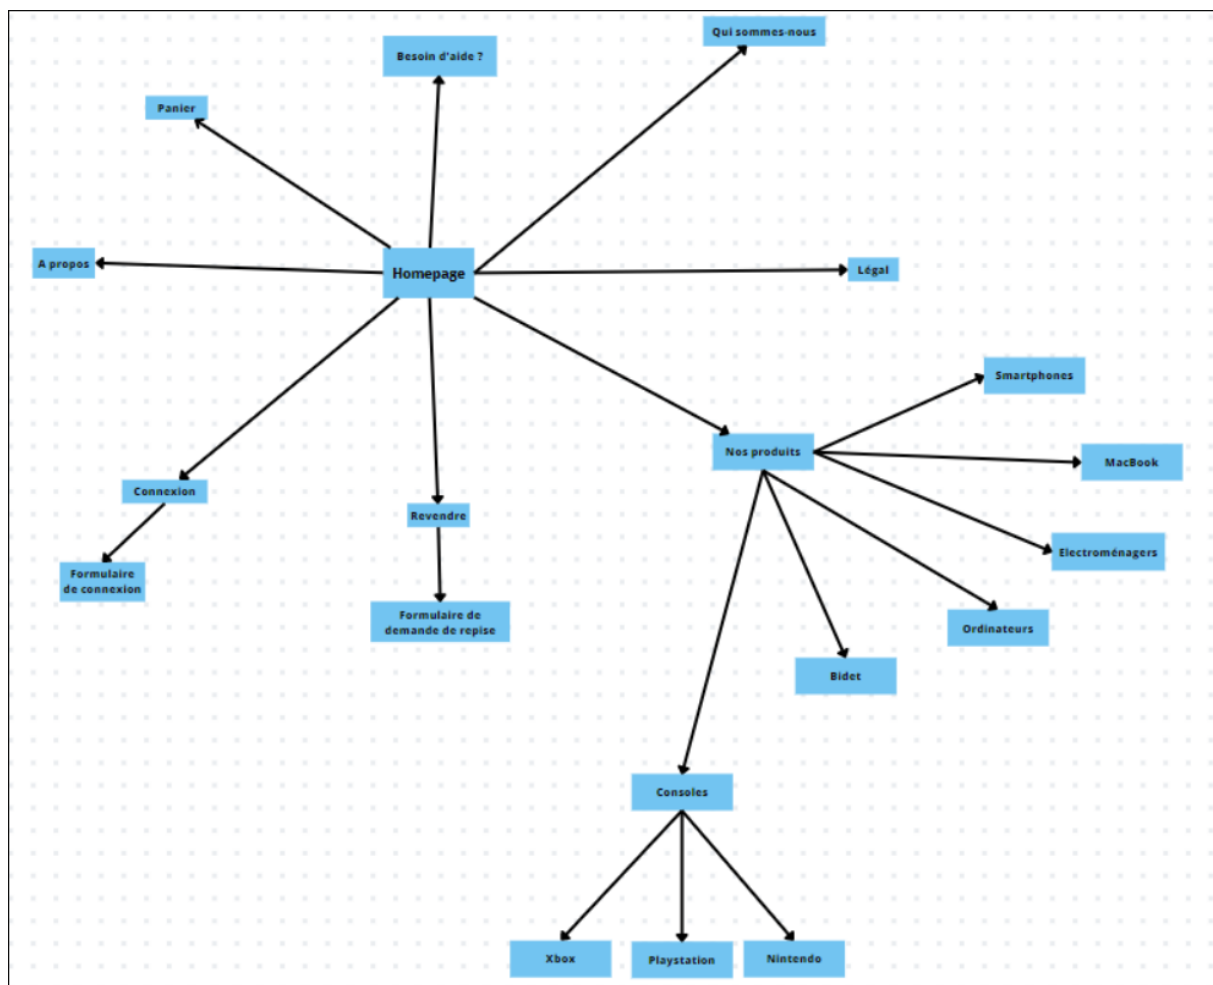 Qui sommes-nous
Besoin d'aide ?
Panier
A propos
Homepage
Légal
Smartphones
Nos produits
MacBook
Connexion
Revendre
Electroménagers
Formulaire
de connexion
Formulaire de
demande de repise
Ordinateurs
Bidet
Consoles
Xbox
Playstation
Nintendo